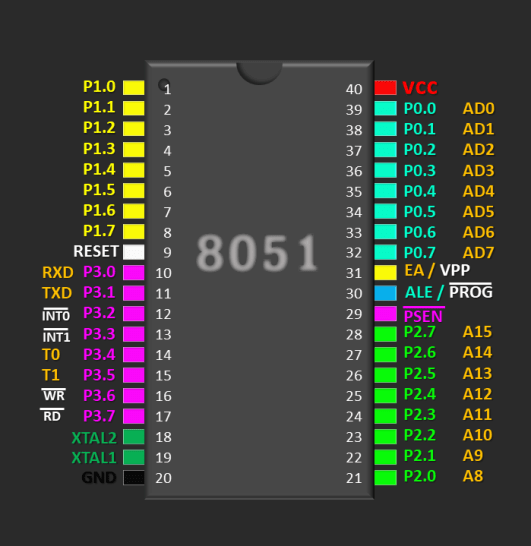 P1.0 1 40 VCC
P1.1 2 39 P0.0 AD0
P1.2 3 38 P0.1 AD1
P1.3 4 37 P0.2 AD2
P1.4 5 36 P0.3 AD3
P1.5 6 35 P0.4 AD4
P1.6 7 34 P0.5 AD5
P1.7 8 33 P0.6 AD6
RESET 9 8051 32 P0.7 AD7
RXD P3.0 10 31 EA / VPP
TXD P3.1 11 30 ALE / PROG
INT0 P3.2 12 29 PSEN
INT1 P3.3 13 28 P2.7 A15
T0 P3.4 14 27 P2.6 A14
T1 P3.5 15 26 P2.5 A13
WR P3.6 16 25 P2.4 A12
RD P3.7 17 24 P2.3 A11
XTAL2 18 23 P2.2 A10
XTAL1 19 22 P2.1 A9
GND 20 21 P2.0 A8